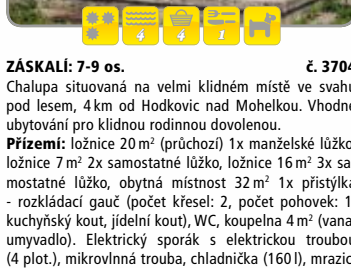 4 4 1
ZÁSKALÍ: 7-9 os. č. 3704
Chalupa situovaná na velmi klidném místě ve svahu
pod lesem, 4 km od Hodkovic nad Mohelkou. Vhodné
ubytování pro klidnou rodinnou dovolenou.
Přízemí: ložnice 20 m² (průchozí) 1x manželské lůžko,
ložnice 7 m² 2x samostatné lůžko, ložnice 16 m² 3x sa-
mostatné lůžko, obytná místnost 32 m² 1x přistýlka
- rozkládací gauč (počet křesel: 2, počet pohovek: 1,
kuchyňský kout, jídelní kout), WC, koupelna 4 m² (vana,
umyvadlo). Elektrický sporák s elektrickou troubou
(4 plot.), mikrovlnná trouba, chladnička (160 l), mrazic